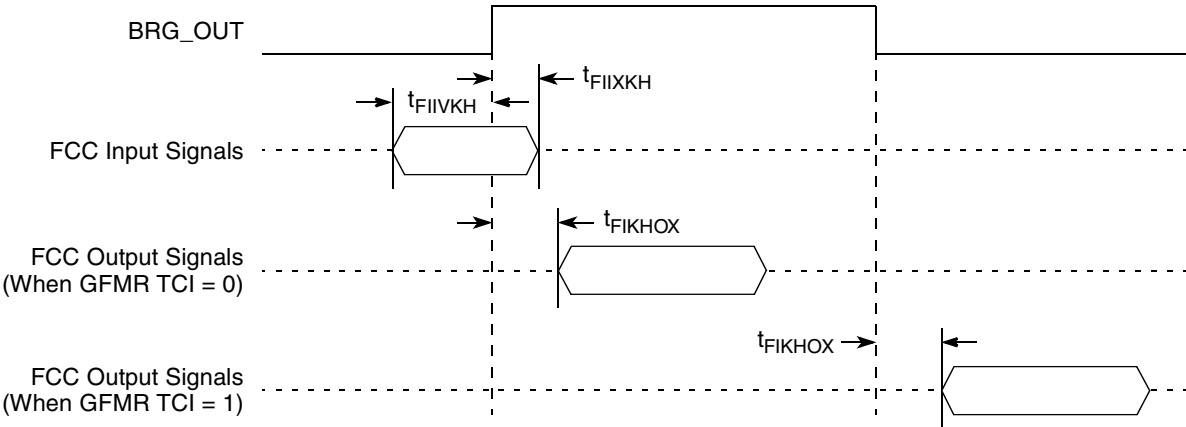 BRG_OUT
tFIIXKH
tFIIVKH
FCC Input Signals
tFIKHOX
FCC Output Signals
(When GFMR TCI = 0)
tFIKHOX
FCC Output Signals
(When GFMR TCI = 1)